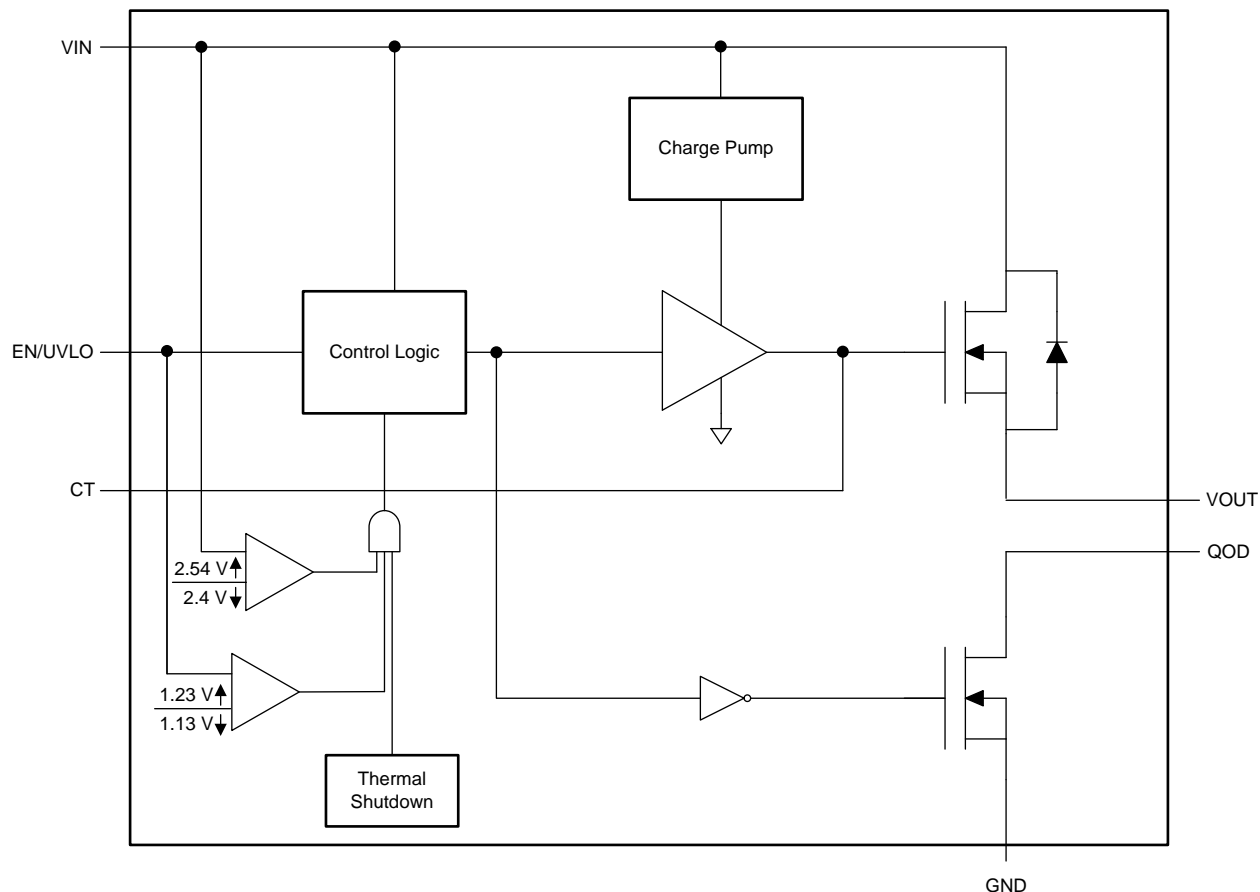 VIN
Charge Pump
EN/UVLO
Control Logic
CT
VOUT
QOD
2.54 V
2.4 V
1.23 V
1.13 V
Thermal
Shutdown
GND